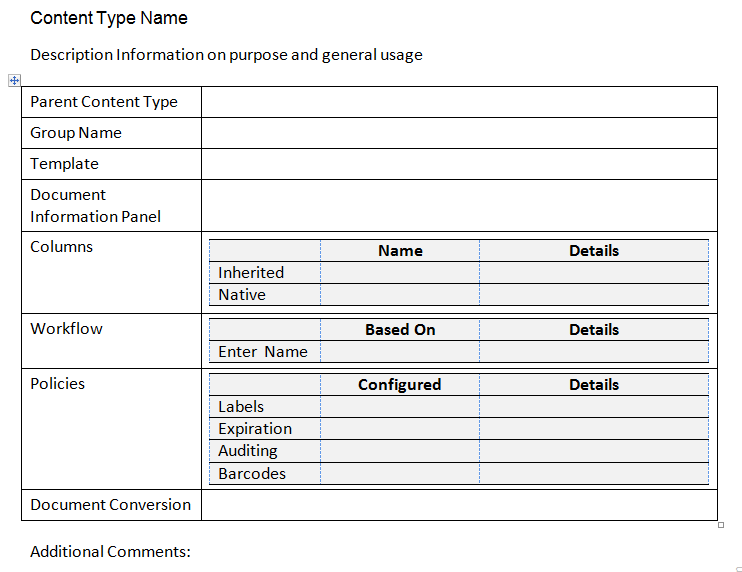 Content Type Name
Description Information on purpose and general usage
Parent Content Type
Group Name
Template
Document
Information Panel
Columns
Name Details
Inherited
Native
Workflow
Based On Details
Enter Name
Policies
Configured Details
Labels
Expiration
Auditing
Barcodes
Document Conversion
Additional Comments: